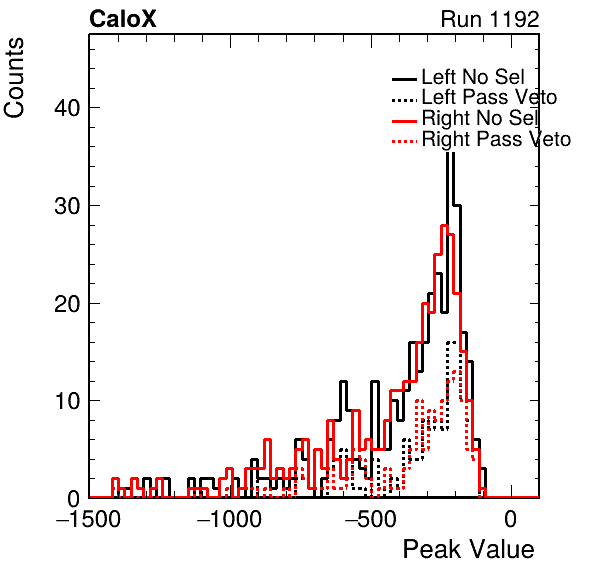 CaloX Run 1192
Counts
Left No Sel
Left Pass Veto
Right No Sel
Right Pass Veto
40
30
20
10
0
−1500 −1000 −500 0
Peak Value